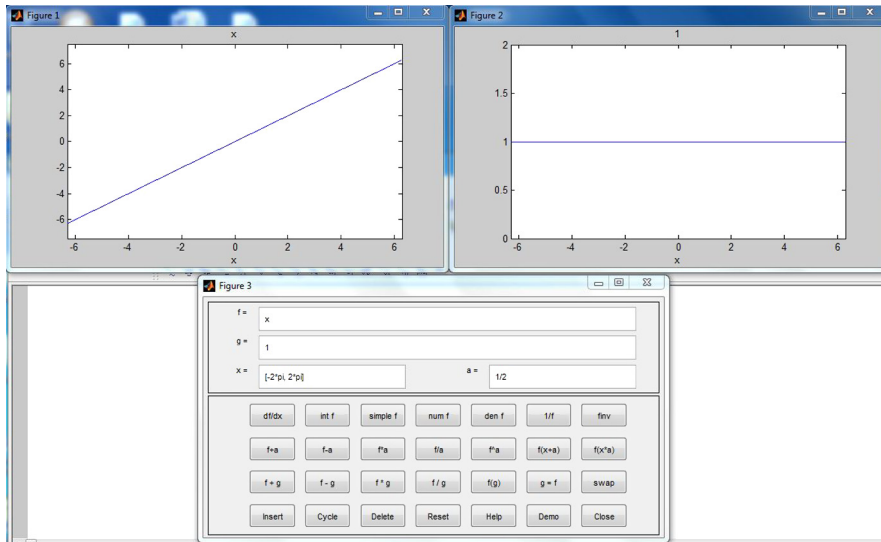 Figure 1
x
6
4
2
0
-2
-4
-6
-6 -4 -2 0 2 4 6
x
Figure 2
1
2
1.5
1
0.5
0
-6 -4 -2 0 2 4 6
x
Figure 3
f = x
g = 1
x = [-2*pi, 2*pi] a = 1/2
df/dx int f simple f num f den f 1/f finv
f+a f-a f*a f/a f^a f(x+a) f(x*a)
f + g f - g f * g f / g f(g) g = f swap
Insert Cycle Delete Reset Help Demo Close